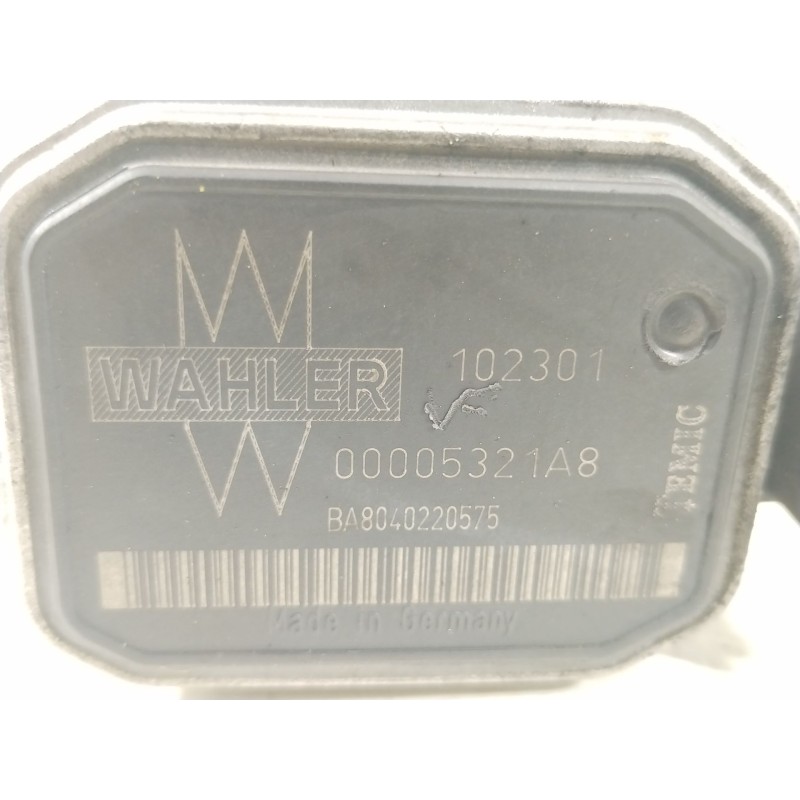 WAHLER
102301
00005321A8
BA8040220575
Made in Germany
TEMIC